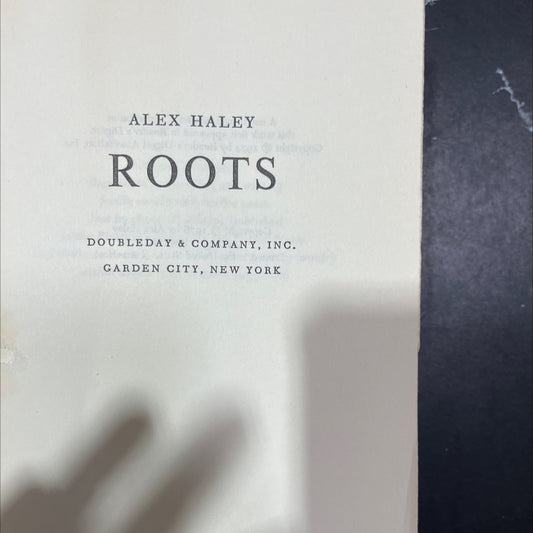 ALEX HALEY
ROOTS
DOUBLEDAY & COMPANY, INC.
GARDEN CITY, NEW YORK